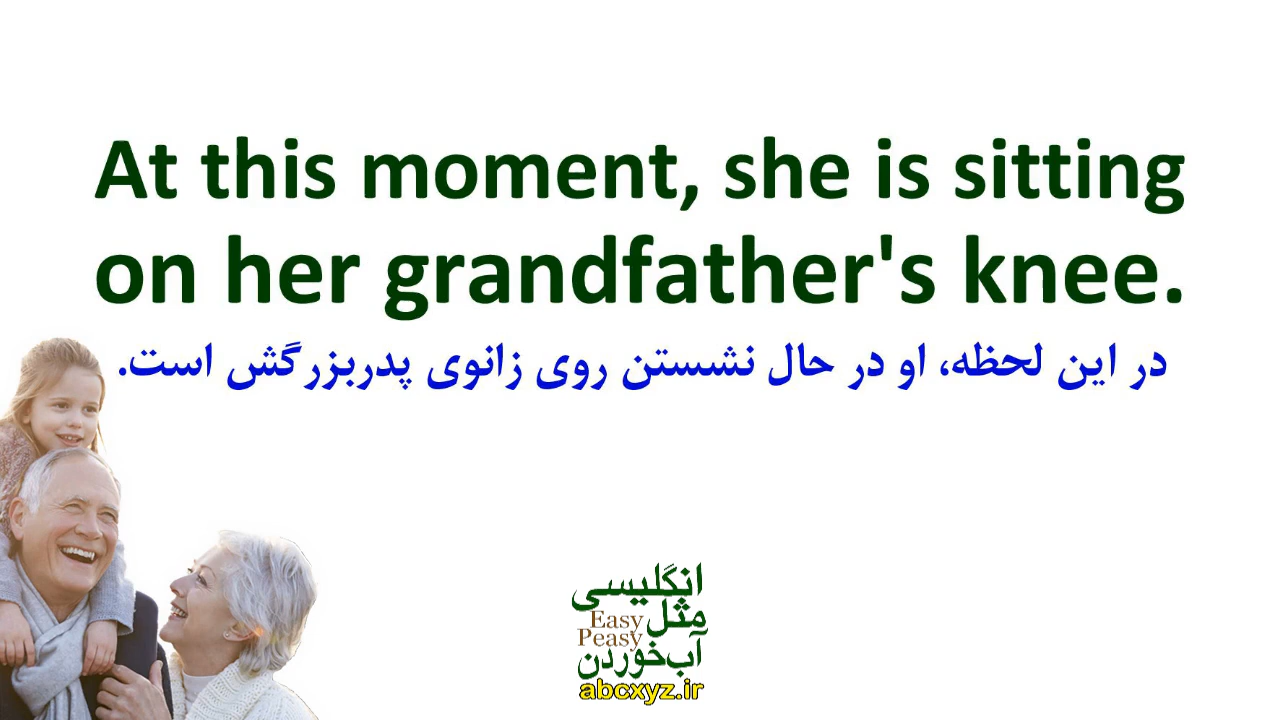 At this moment, she is sitting
on her grandfather's knee.
در این لحظه، او در حال نشستن روی زانوی پدربزرگش است.
انگلیسی
مثل
Easy
Peasy
آب‌خوردن
abcxyz.ir